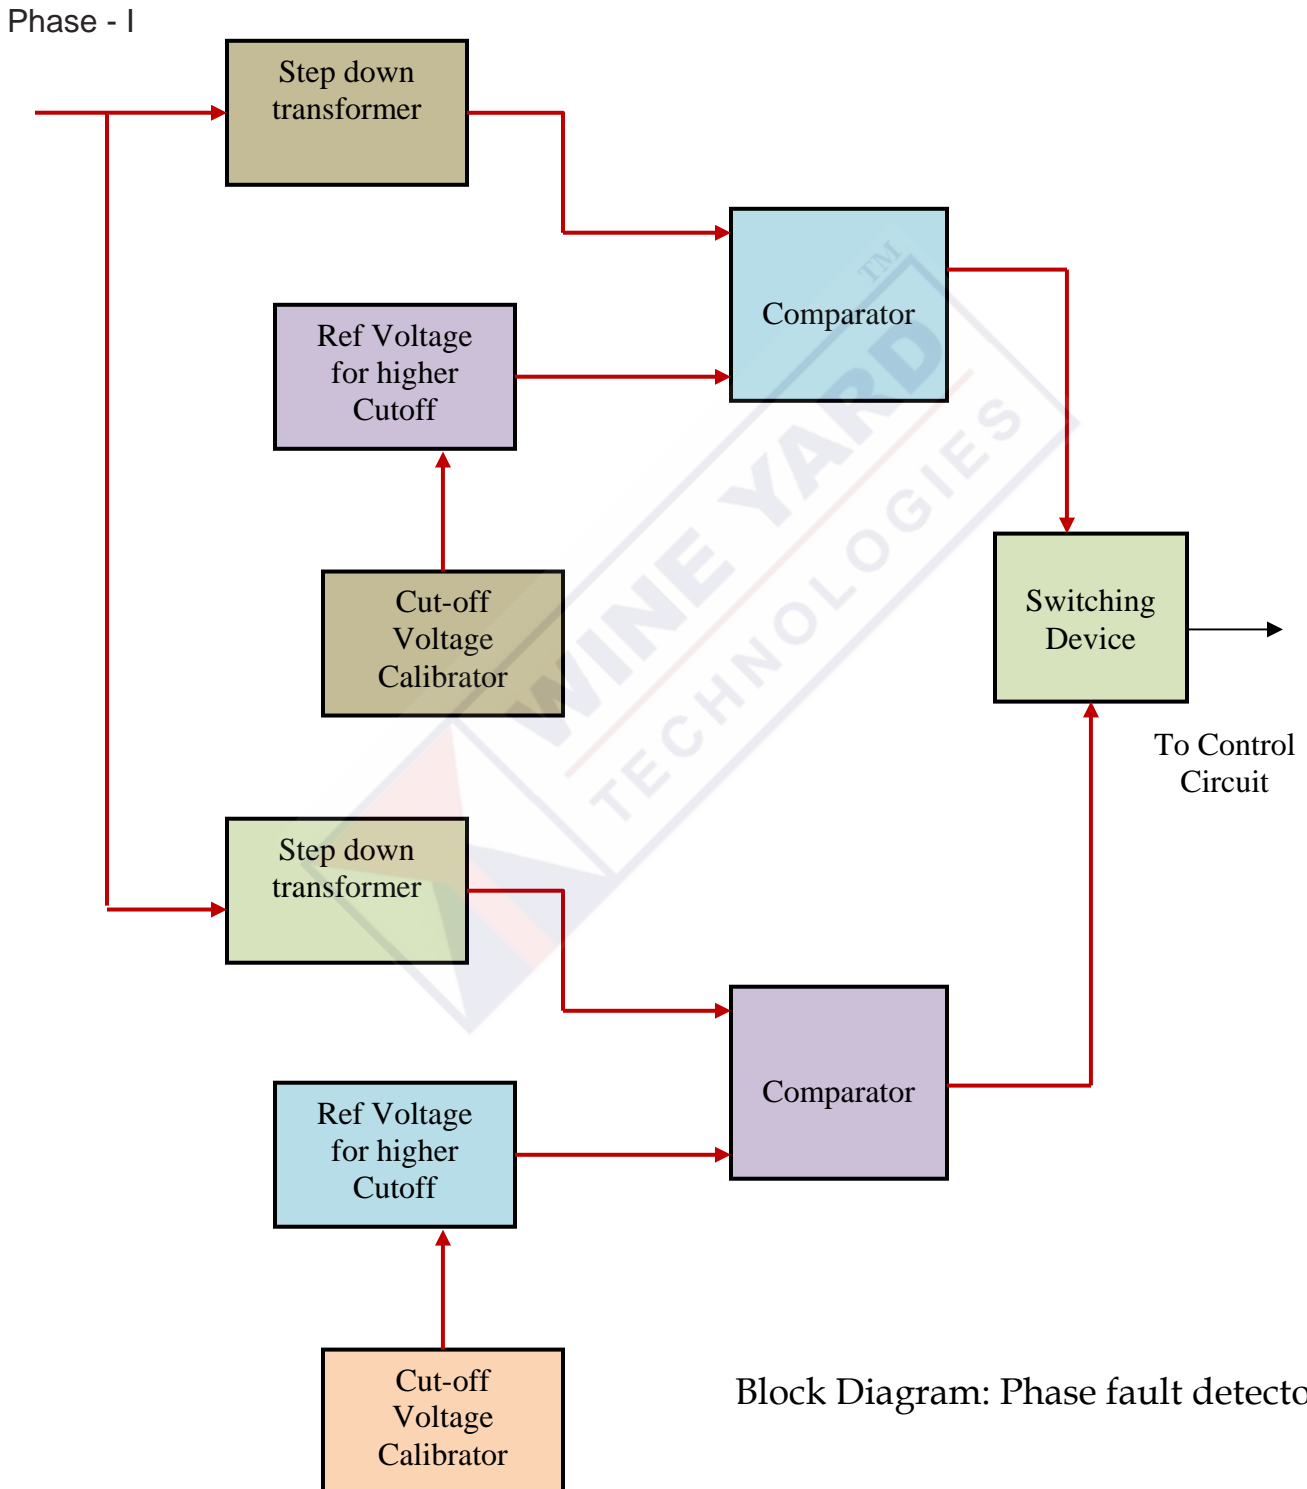 Phase - I
Step down
transformer
Comparator
Ref Voltage
for higher
Cutoff
Cut-off
Voltage
Calibrator
Switching
Device
To Control
Circuit
Step down
transformer
Comparator
Ref Voltage
for higher
Cutoff
Cut-off
Voltage
Calibrator
Block Diagram: Phase fault detecto
WINE YARD
TECHNOLOGIES
TM